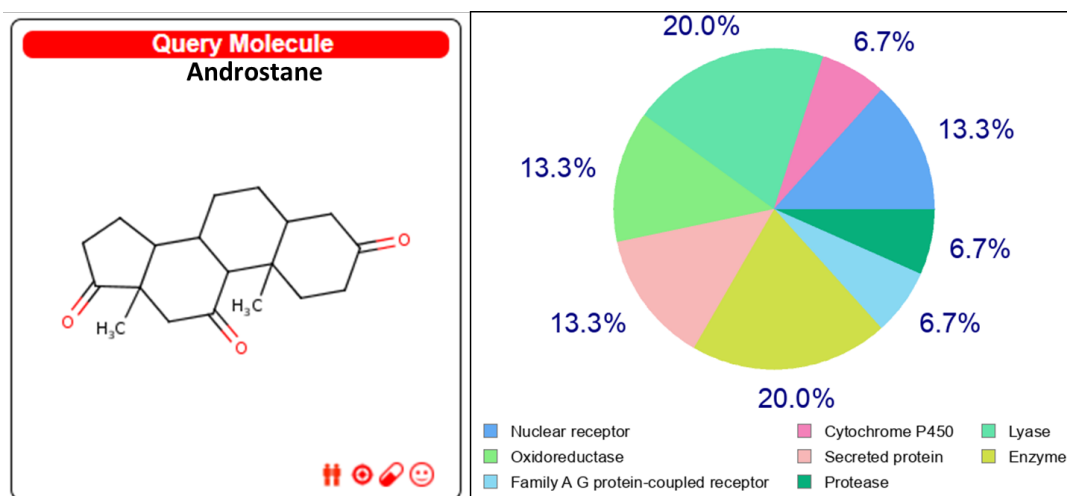 Query Molecule
Androstane
O
O
H₃C
H₃C
O
20.0%
6.7%
13.3%
13.3%
6.7%
13.3%
6.7%
20.0%
Nuclear receptor
Cytochrome P450
Lyase
Oxidoreductase
Secreted protein
Enzyme
Family A G protein-coupled receptor
Protease